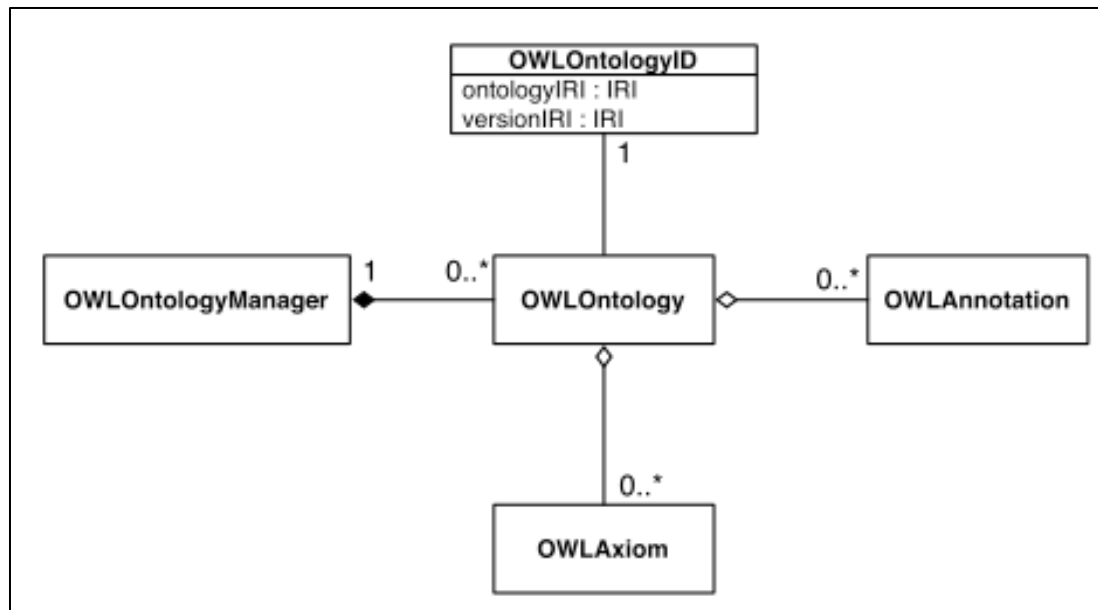 OWLOntologyID
ontologyIRI : IRI
versionIRI : IRI
1
1
0..*
0..*
OWLOntologyManager
OWLOntology
OWLAnnotation
0..*
OWLAxiom